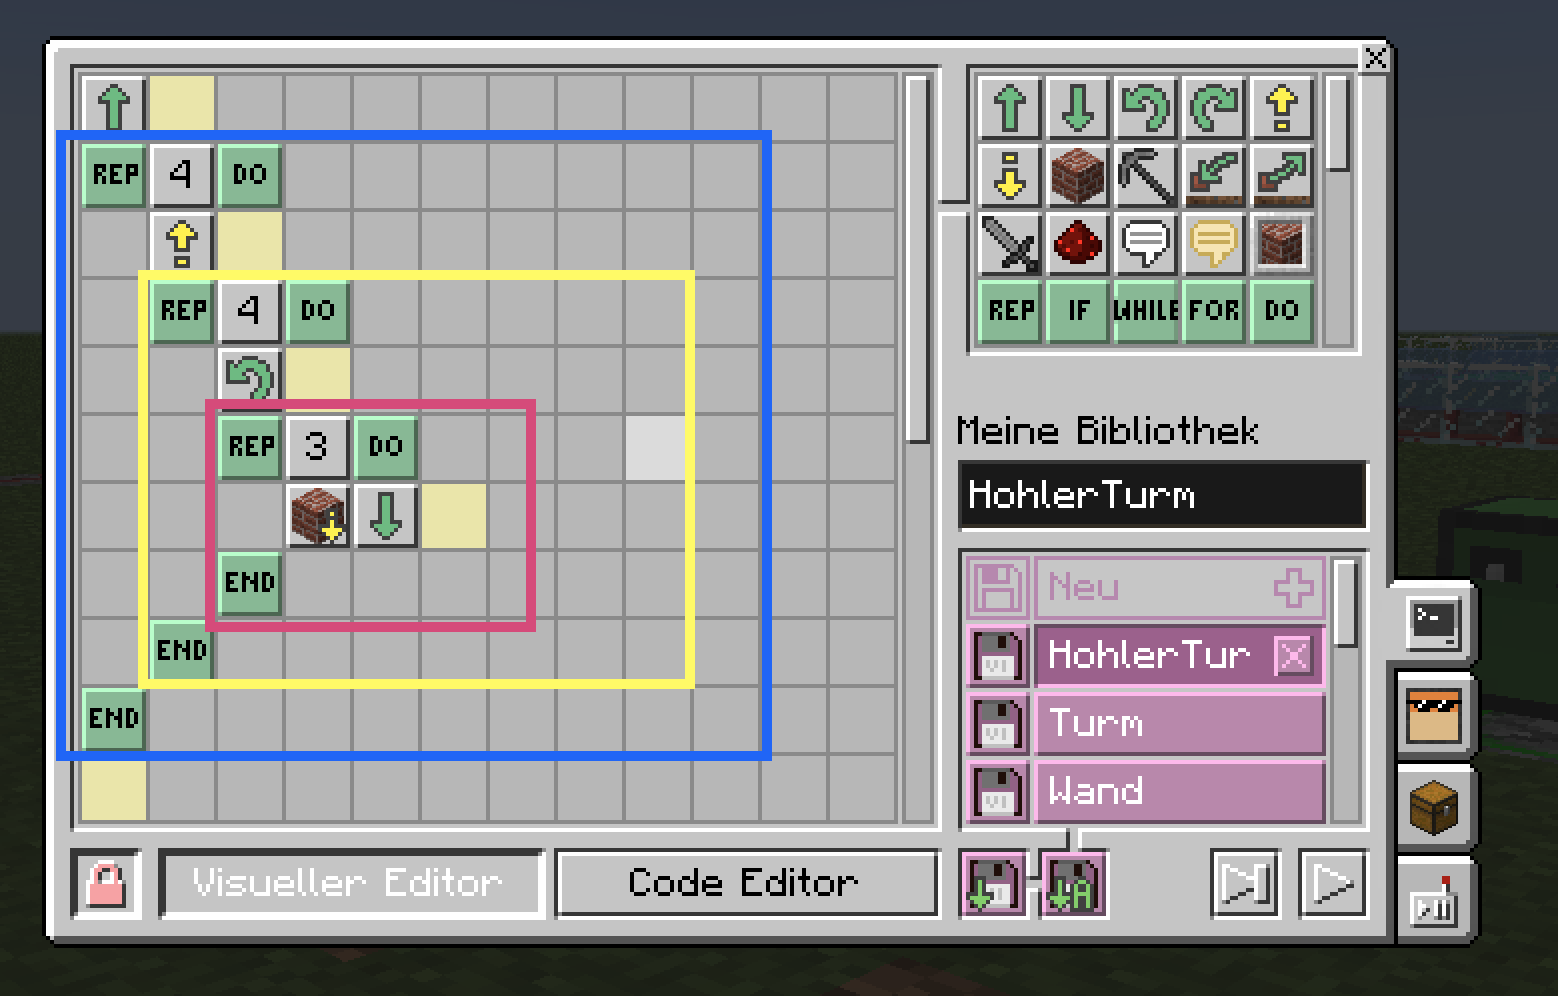 REP 4 DO
REP 4 DO
REP 3 DO
END
END
END
REP IF WHILE FOR DO
Meine Bibliothek
HohlerTurm
Neu
HohlerTur
Turm
Wand
Visueller Editor
Code Editor
A